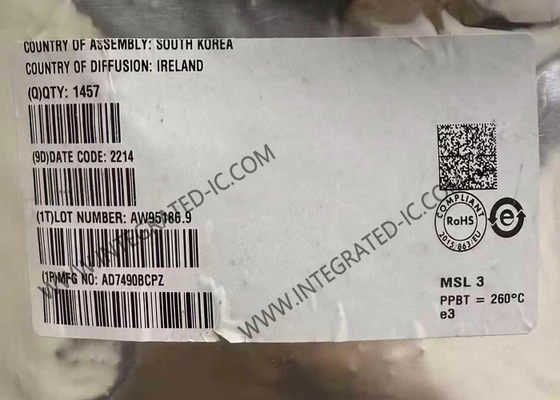 COUNTRY OF ASSEMBLY: SOUTH KOREA
COUNTRY OF DIFFUSION: IRELAND
(Q)QTY: 1457
(9D)DATE CODE: 2214
(1T)LOT NUMBER: AW95186.9
(1P)MFG NO: AD7490BCPZ
COMPLIANT
RoHS
2015/863/EU
e
MSL 3
PPBT = 260°C
e3
WWW.INTEGRATED-IC.COM
WWW.INTEGRATED-IC.COM